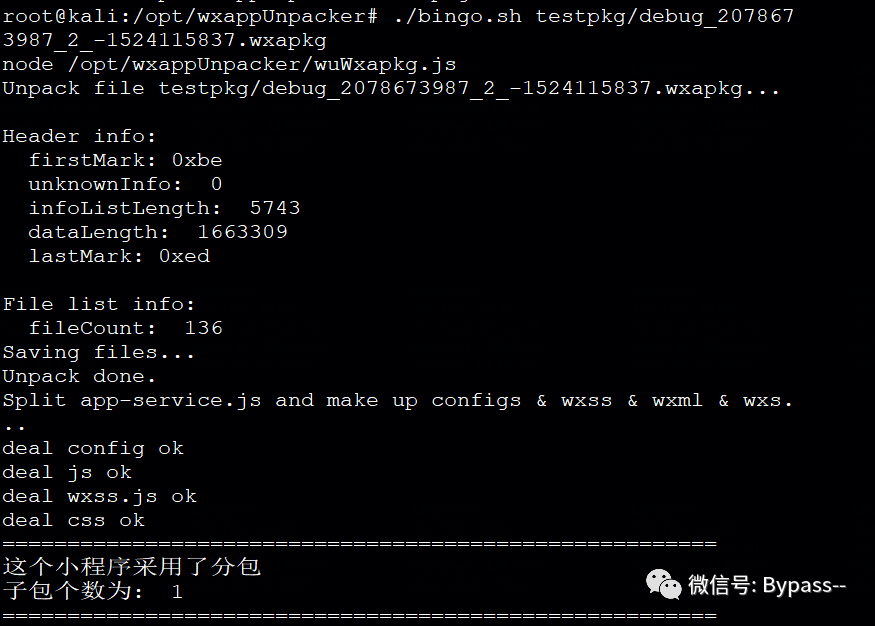 root@kali:/opt/wxappUnpacker# ./bingo.sh testpkg/debug_207867
3987_2_-1524115837.wxapkg
node /opt/wxappUnpacker/wuWxapkg.js
Unpack file testpkg/debug_2078673987_2_-1524115837.wxapkg...
Header info:
  firstMark: 0xbe
  unknownInfo:  0
  infoListLength:  5743
  dataLength:  1663309
  lastMark: 0xed
File list info:
  fileCount:  136
Saving files...
Unpack done.
Split app-service.js and make up configs & wxss & wxml & wxs.
..
deal config ok
deal js ok
deal wxss.js ok
deal css ok
=======================================================
这个小程序采用了分包
子包个数为： 1
微信号: Bypass--
=======================================================